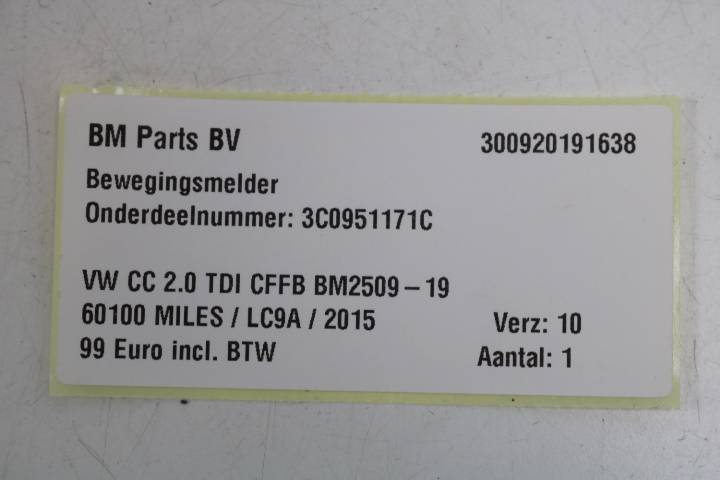 BM Parts BV 300920191638
Bewegingsmelder
Onderdeelnummer: 3C0951171C
VW CC 2.0 TDI CFFB BM2509-19
60100 MILES / LC9A / 2015 Verz: 10
99 Euro incl. BTW Aantal: 1